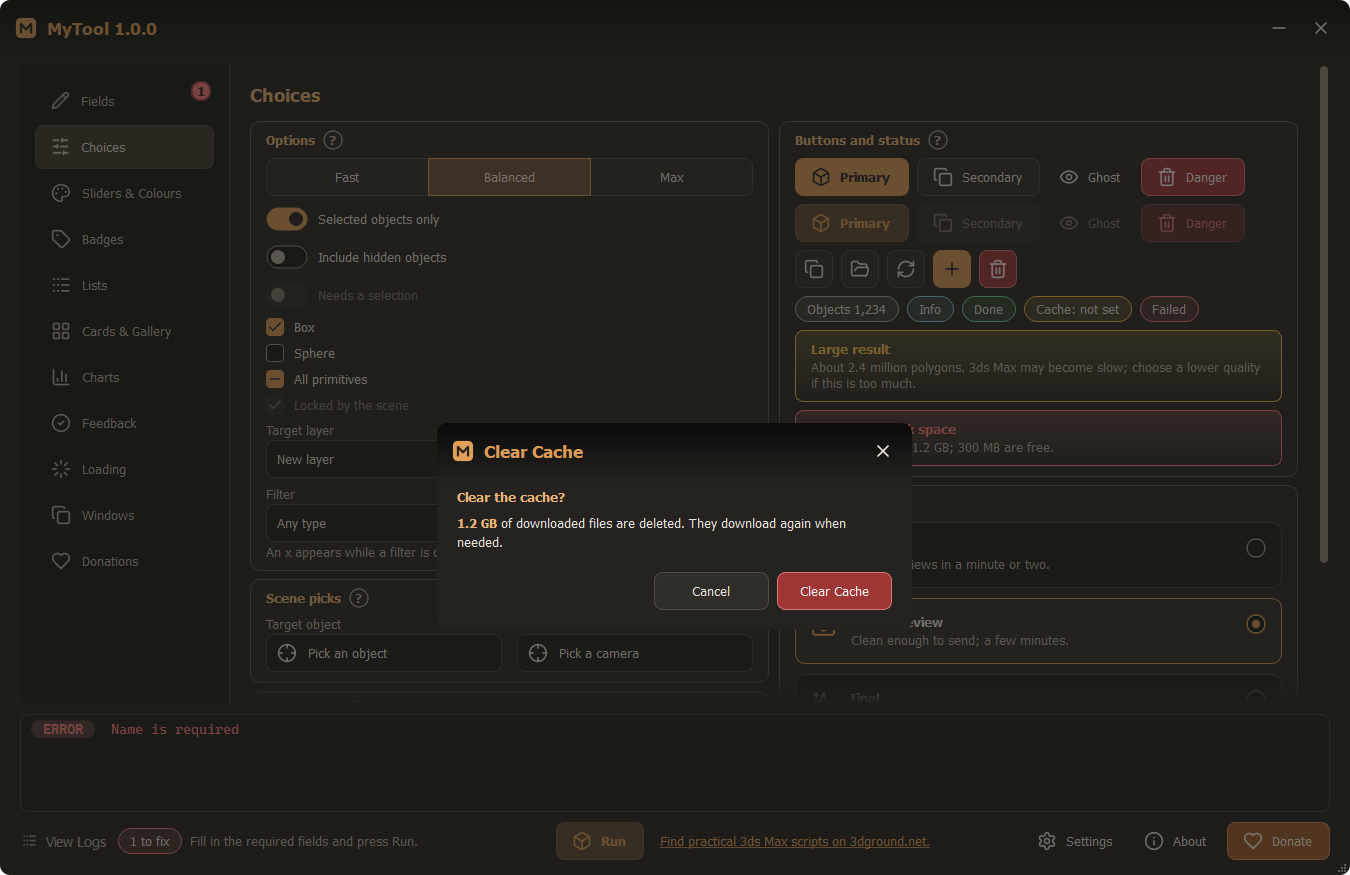 M MyTool 1.0.0
Fields 1
Choices
Sliders & Colours
Badges
Lists
Cards & Gallery
Charts
Feedback
Loading
Windows
Donations
Choices
Options ?
Fast Balanced Max
Selected objects only
Include hidden objects
Needs a selection
Box
Sphere
All primitives
Locked by the scene
Target layer
New layer
Filter
Any type
An x appears while a filter is
Scene picks ?
Target object
Pick an object Pick a camera
Buttons and status ?
Primary Secondary Ghost Danger
Primary Secondary Ghost Danger
Objects 1,234 Info Done Cache: not set Failed
Large result
About 2.4 million polygons. 3ds Max may become slow; choose a lower quality
if this is too much.
space
1.2 GB; 300 MB are free.
in a minute or two.
Clean enough to send; a few minutes.
Final
M Clear Cache
Clear the cache?
1.2 GB of downloaded files are deleted. They download again when
needed.
Cancel Clear Cache
ERROR Name is required
View Logs 1 to fix Fill in the required fields and press Run. Run Find practical 3ds Max scripts on 3dground.net. Settings About Donate